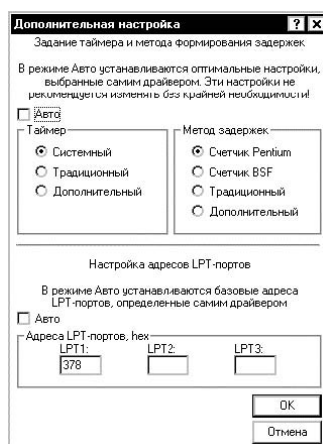 Дополнительная настройка
Задание таймера и метода формирования задержек
В режиме Авто устанавливаются оптимальные настройки,
выбранные самим драйвером. Эти настройки не
рекомендуется изменять без крайней необходимости!
Авто
Таймер
Системный
Традиционный
Дополнительный
Метод задержек
Счетчик Pentium
Счетчик BSF
Традиционный
Дополнительный
Настройка адресов LPT-портов
В режиме Авто устанавливаются базовые адреса
LPT-портов, определенные самим драйвером
Авто
Адреса LPT-портов, hex
LPT1: LPT2: LPT3:
378
OK
Отмена